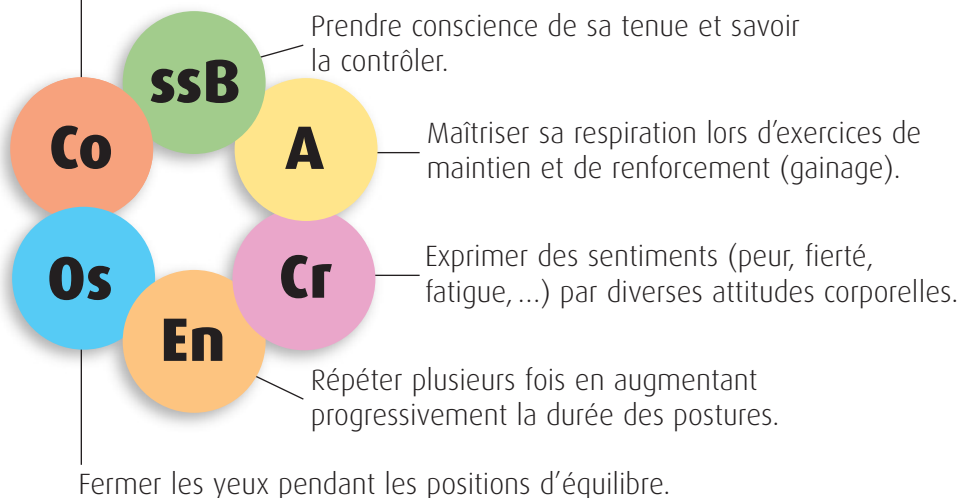 Prendre conscience de sa tenue et savoir
la contrôler.
ssB
Co
A
Maîtriser sa respiration lors d’exercices de
maintien et de renforcement (gainage).
Os
Cr
Exprimer des sentiments (peur, fierté,
fatigue, ...) par diverses attitudes corporelles.
En
Répéter plusieurs fois en augmentant
progressivement la durée des postures.
Fermer les yeux pendant les positions d’équilibre.